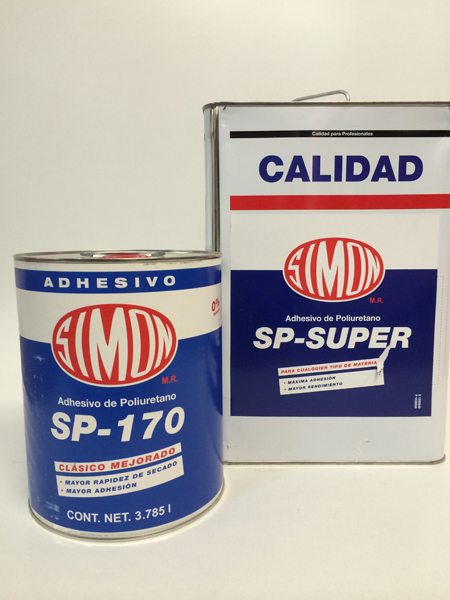 Calidad para Profesionales
CALIDAD
SIMON
M.R.
Adhesivo de Poliuretano
SP-SUPER
PARA CUALQUIER TIPO DE MATERIAL
• MÁXIMA ADHESIÓN
• MAYOR RENDIMIENTO
ADHESIVO
0%
SIMON
M.R.
Adhesivo de Poliuretano
SP-170
CLÁSICO MEJORADO
• MAYOR RAPIDEZ DE SECADO
• MAYOR ADHESIÓN
CONT. NET. 3.785 l